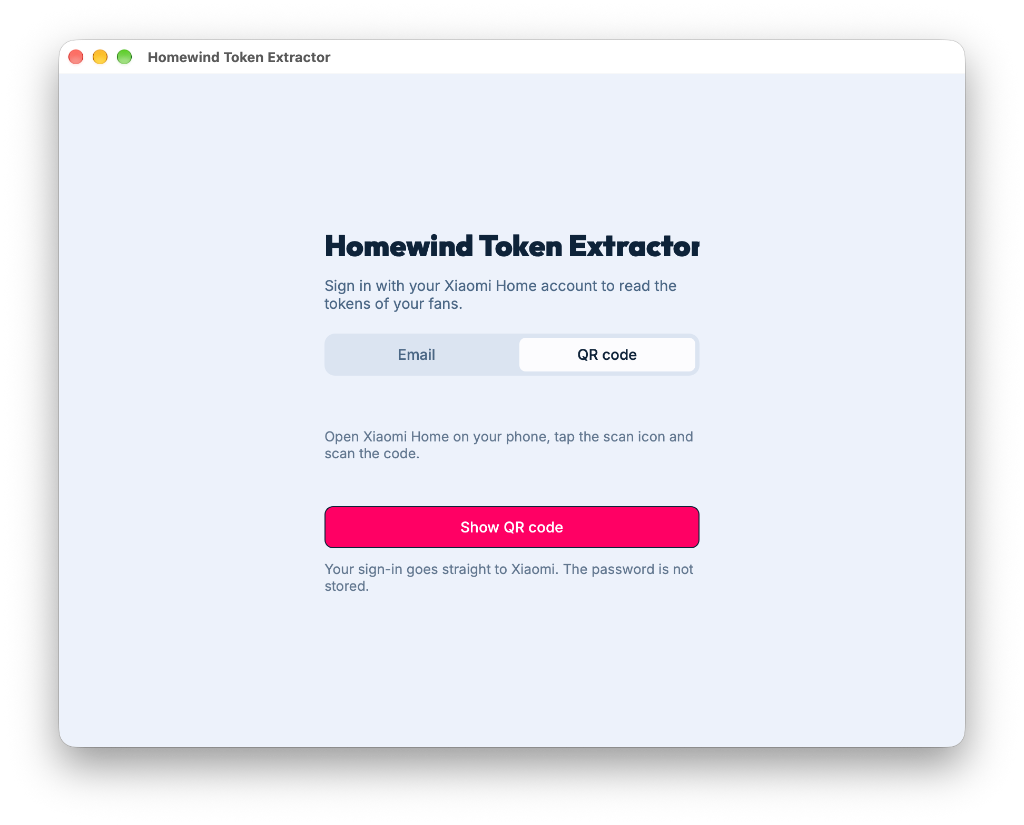 Homewind Token Extractor
Homewind Token Extractor
Sign in with your Xiaomi Home account to read the
tokens of your fans.
Email
QR code
Open Xiaomi Home on your phone, tap the scan icon and
scan the code.
Show QR code
Your sign-in goes straight to Xiaomi. The password is not
stored.